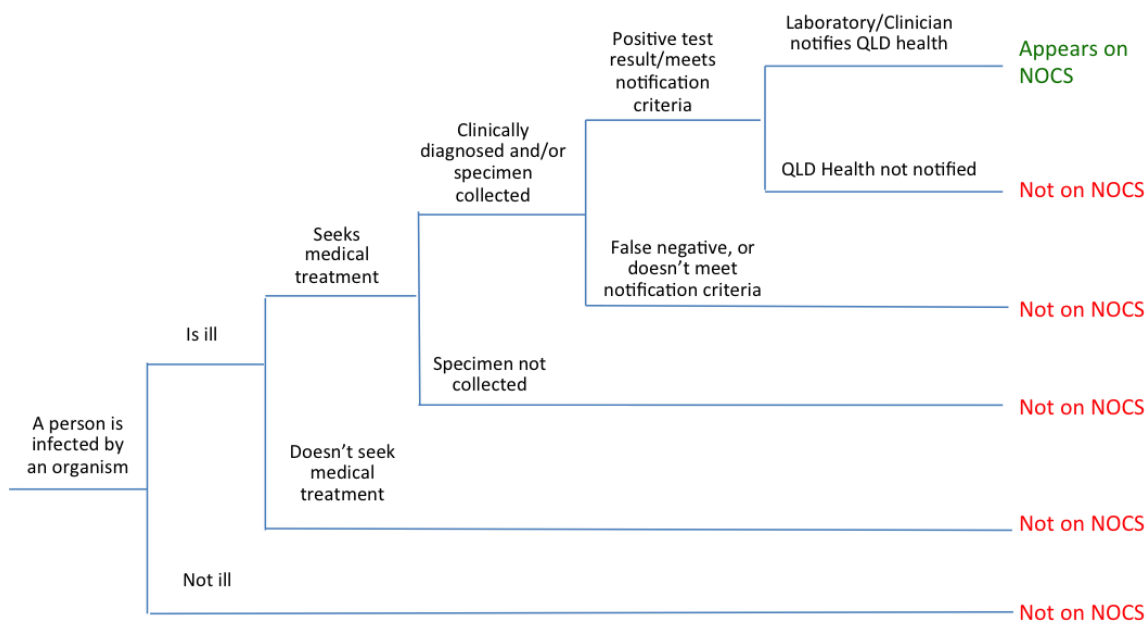 Laboratory/Clinician
notifies QLD health
Appears on
NOCS
Positive test
result/meets
notification
criteria
Clinically
diagnosed and/or
specimen
collected
QLD Health not notified
Not on NOCS
Seeks
medical
treatment
False negative, or
doesn’t meet
notification criteria
Not on NOCS
Is ill
Specimen not
collected
Not on NOCS
A person is
infected by
an organism
Doesn’t seek
medical
treatment
Not on NOCS
Not ill
Not on NOCS